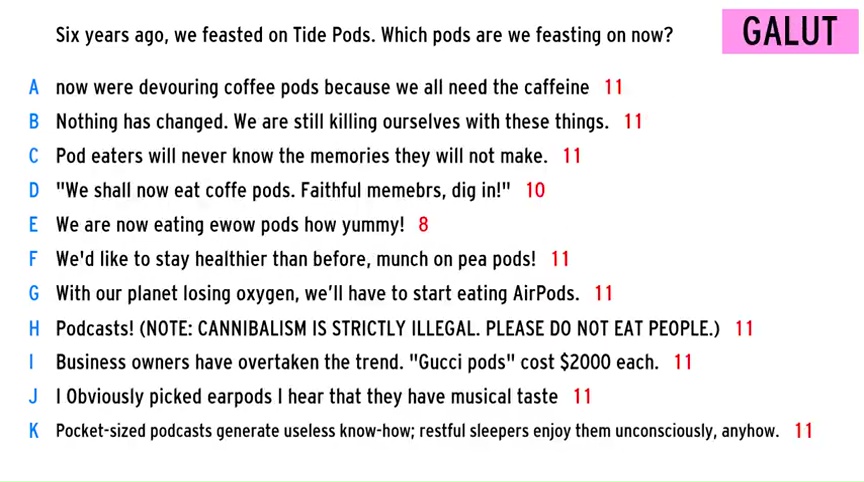 Six years ago, we feasted on Tide Pods. Which pods are we feasting on now?
GALUT
A now were devouring coffee pods because we all need the caffeine 11
B Nothing has changed. We are still killing ourselves with these things. 11
C Pod eaters will never know the memories they will not make. 11
D "We shall now eat coffe pods. Faithful memebrs, dig in!" 10
E We are now eating ewow pods how yummy! 8
F We'd like to stay healthier than before, munch on pea pods! 11
G With our planet losing oxygen, we’ll have to start eating AirPods. 11
H Podcasts! (NOTE: CANNIBALISM IS STRICTLY ILLEGAL. PLEASE DO NOT EAT PEOPLE.) 11
I Business owners have overtaken the trend. "Gucci pods" cost $2000 each. 11
J I Obviously picked earpods I hear that they have musical taste 11
K Pocket-sized podcasts generate useless know-how; restful sleepers enjoy them unconsciously, anyhow. 11